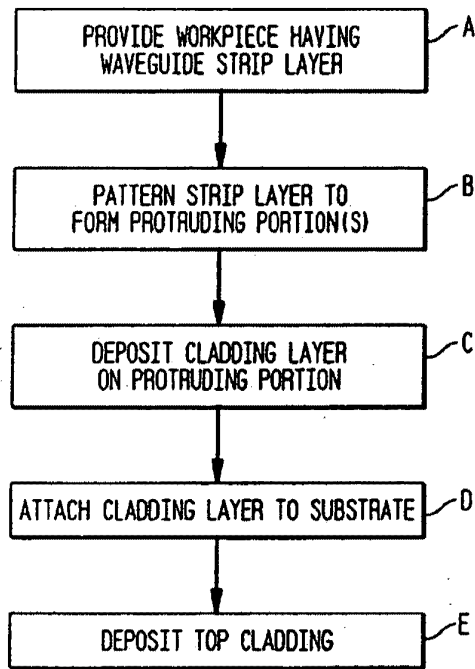 A
PROVIDE WORKPIECE HAVING
WAVEGUIDE STRIP LAYER
B
PATTERN STRIP LAYER TO
FORM PROTRUDING PORTION(S)
C
DEPOSIT CLADDING LAYER
ON PROTRUDING PORTION
ATTACH CLADDING LAYER TO SUBSTRATE
D
DEPOSIT TOP CLADDING
E